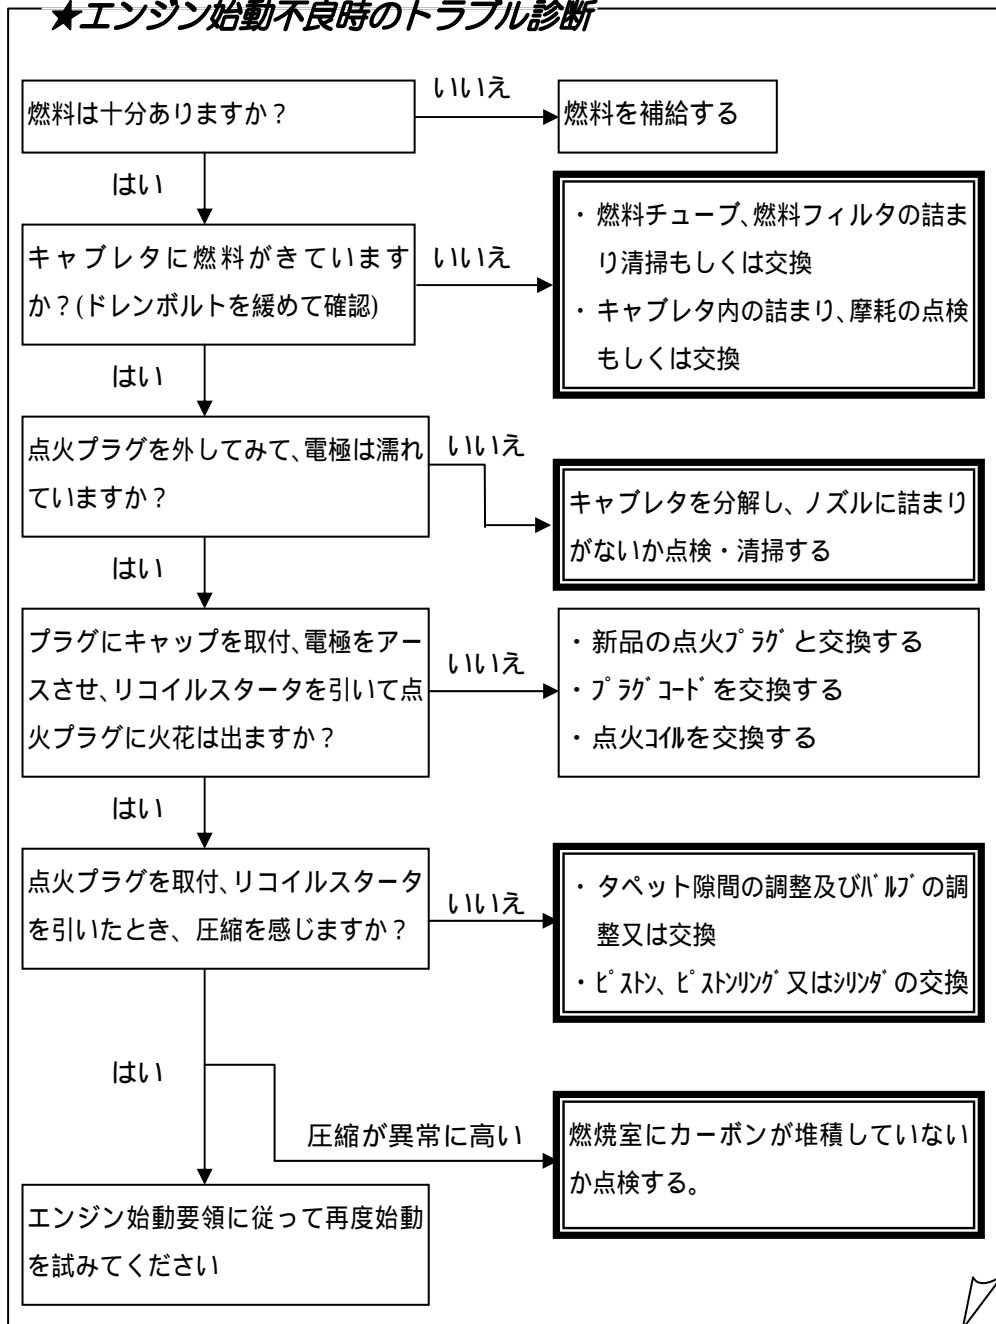 ★エンジン始動不良時のトラブル診断
燃料は十分ありますか？
いいえ
燃料を補給する
はい
キャブレタに燃料がきています
か？(ドレンボルトを緩めて確認)
いいえ
・ 燃料チューブ、燃料フィルタの詰ま
り清掃もしくは交換
・ キャブレタ内の詰まり、摩耗の点検
もしくは交換
はい
点火プラグを外してみて、電極は濡れ
ていますか？
いいえ
キャブレタを分解し、ノズルに詰まり
がないか点検・清掃する
はい
プラグにキャップを取付、電極をアー
スさせ、リコイルスタータを引いて点
火プラグに火花は出ますか？
いいえ
・ 新品の点火ﾌﾟﾗｸﾞと交換する
・ ﾌﾟﾗｸﾞｺｰﾄﾞを交換する
・ 点火ｺｲﾙを交換する
はい
点火プラグを取付、リコイルスタータ
を引いたとき、圧縮を感じますか？
いいえ
・ タペット隙間の調整及びﾊﾞﾙﾌﾞの調
整又は交換
・ ﾋﾟｽﾄﾝ、ﾋﾟｽﾄﾝﾘﾝｸﾞ又はｼﾘﾝﾀﾞの交換
はい
圧縮が異常に高い
燃焼室にカーボンが堆積していない
か点検する。
エンジン始動要領に従って再度始動
を試みてください